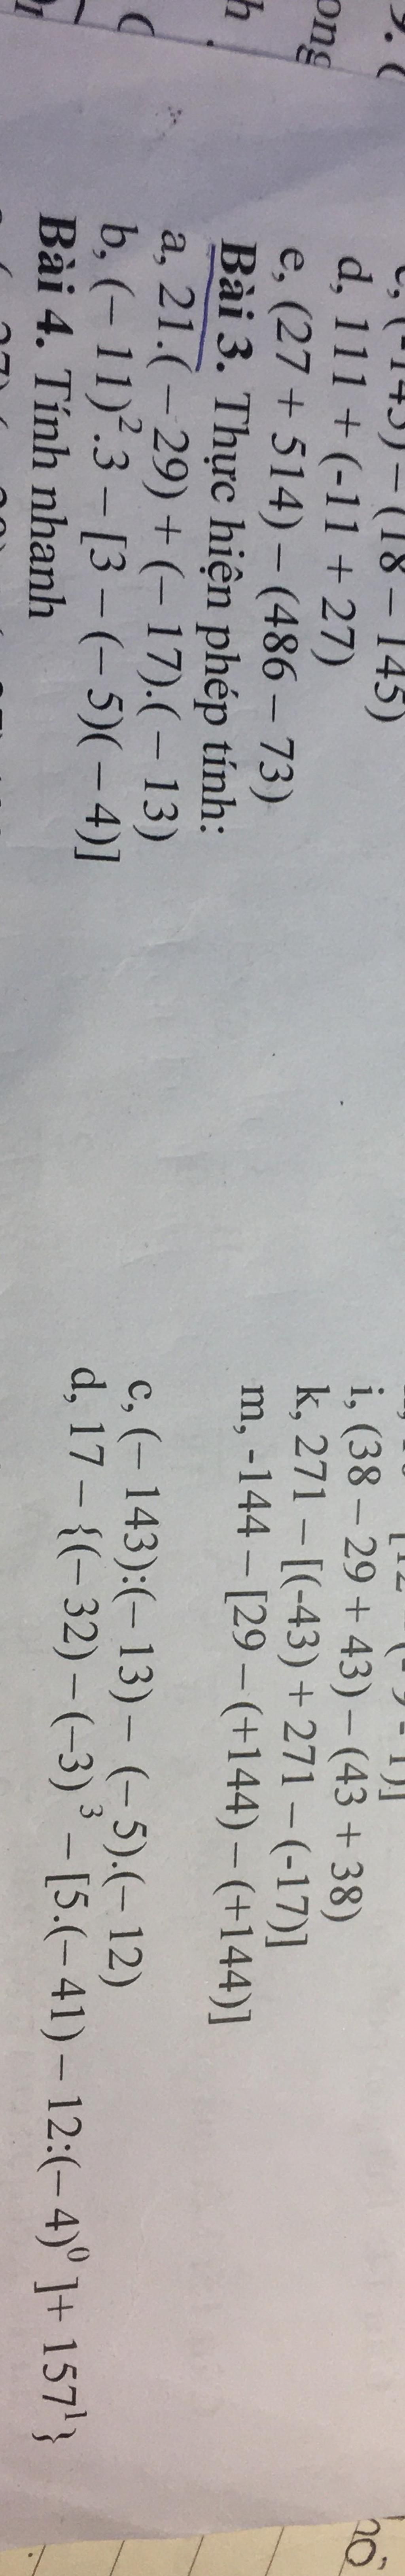 (18 – 145)
d, 111 + (-11 + 27)
i, (38 – 29 + 43) – (43 + 38)
e, (27 + 514) – (486 – 73)
k, 271 – [(-43) + 271 – (-17)]
m, -144 – [29 – (+144) – (+144)]
Bài 3. Thực hiện phép tính:
a, 21.( – 29) + (– 17).( – 13)
c, (– 143):(– 13) – (– 5).(– 12)
b, (– 11)².3 – [3 – (– 5)( – 4)]
d, 17 – {(– 32) – (–3)³ – [5.(– 41) – 12:(– 4)⁰ ]+ 157¹}
Bài 4. Tính nhanh